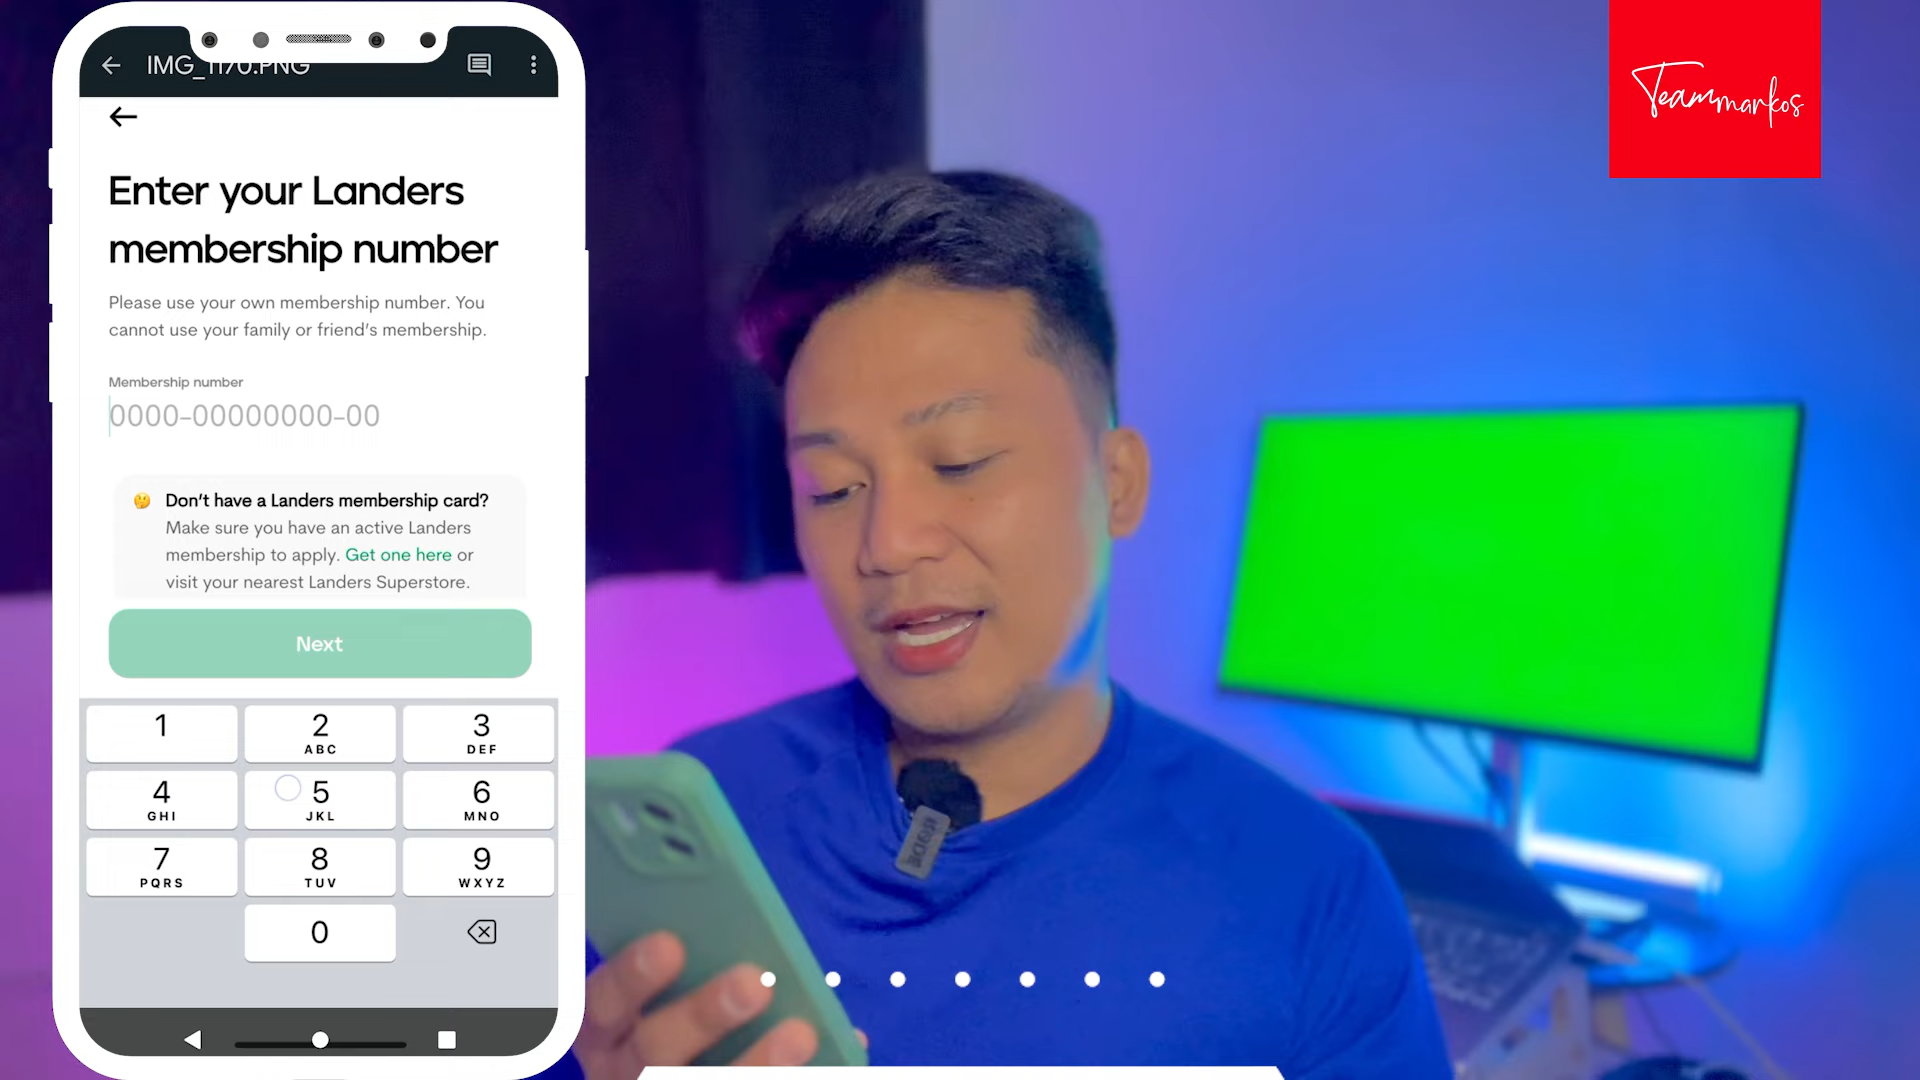 IMG_1170.PNG
Enter your Landers
membership number
Please use your own membership number. You
cannot use your family or friend's membership.
Membership number
0000-00000000-00
Don't have a Landers membership card?
Make sure you have an active Landers
membership to apply. Get one here or
visit your nearest Landers Superstore.
Next
1
2
ABC
3
DEF
4
GHI
5
JKL
6
MNO
7
PQRS
8
TUV
9
WXYZ
0
Teammarkos